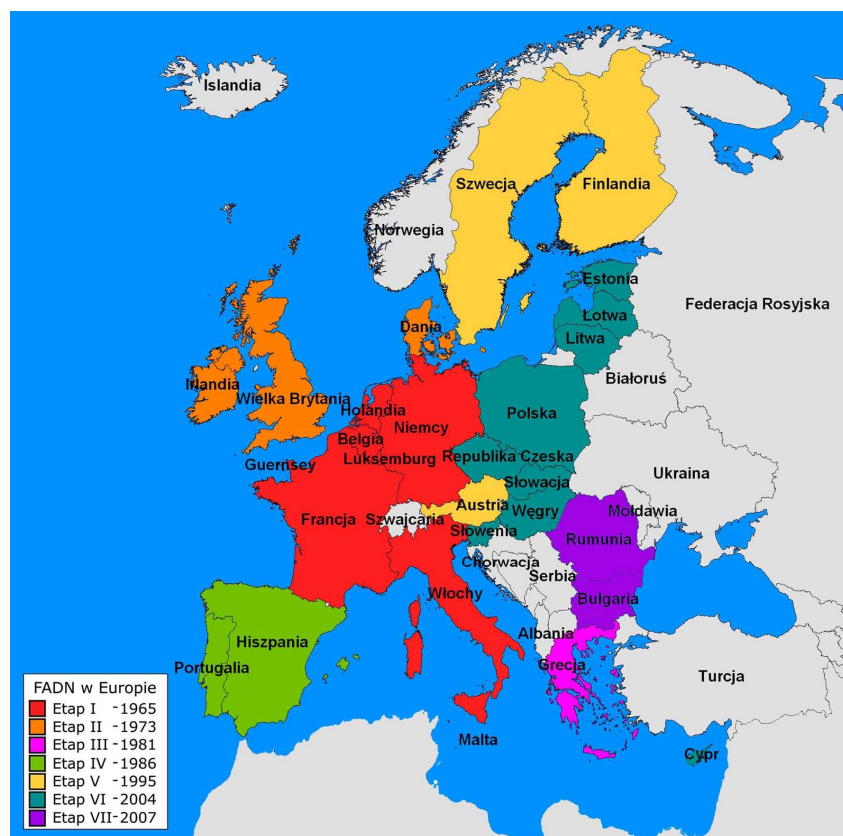 Islandia
Szwecja
Finlandia
Norwegia
Estonia
Federacja Rosyjska
Łotwa
Dania
Litwa
Białoruś
Irlandia
Wielka Brytania
Holandia
Niemcy
Polska
Belgia
Republika Czeska
Guernsey
Luksemburg
Słowacja
Ukraina
Austria
Węgry
Mołdawia
Francja
Szwajcaria
Słowenia
Rumunia
Chorwacja
Serbia
Włochy
Bułgaria
Hiszpania
Albania
Portugalia
Grecja
Turcja
Malta
Cypr
FADN w Europie
Etap I -1965
Etap II -1973
Etap III -1981
Etap IV -1986
Etap V -1995
Etap VI -2004
Etap VII-2007